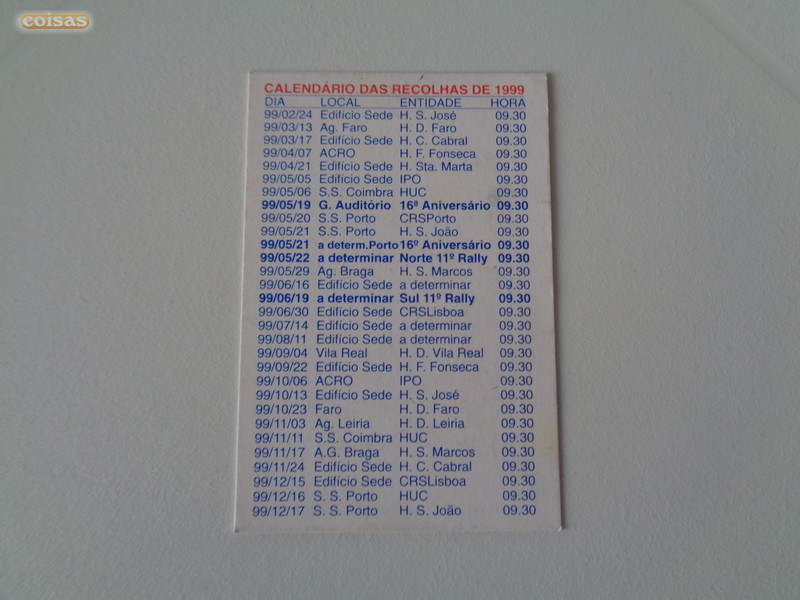 coisas
CALENDÁRIO DAS RECOLHAS DE 1999
DIA LOCAL ENTIDADE HORA
99/02/24 Edifício Sede H. S. José 09.30
99/03/13 Ag. Faro H. D. Faro 09.30
99/03/17 Edifício Sede H. C. Cabral 09.30
99/04/07 ACRO H. F. Fonseca 09.30
99/04/21 Edifício Sede H. Sta. Marta 09.30
99/05/05 Edifício Sede IPO 09.30
99/05/06 S.S. Coimbra HUC 09.30
99/05/19 G. Auditório 16º Aniversário 09.30
99/05/20 S.S. Porto CRSPorto 09.30
99/05/21 S.S. Porto H. S. João 09.30
99/05/21 a determ.Porto 16º Aniversário 09.30
99/05/22 a determinar Norte 11º Rally 09.30
99/05/29 Ag. Braga H. S. Marcos 09.30
99/06/16 Edifício Sede a determinar 09.30
99/06/19 a determinar Sul 11º Rally 09.30
99/06/30 Edifício Sede CRSLisboa 09.30
99/07/14 Edifício Sede a determinar 09.30
99/08/11 Edifício Sede a determinar 09.30
99/09/04 Vila Real H. D. Vila Real 09.30
99/09/22 Edifício Sede H. F. Fonseca 09.30
99/10/06 ACRO IPO 09.30
99/10/13 Edifício Sede H. S. José 09.30
99/10/23 Faro H. D. Faro 09.30
99/11/03 Ag. Leiria H. D. Leiria 09.30
99/11/11 S.S. Coimbra HUC 09.30
99/11/17 A.G. Braga H. S. Marcos 09.30
99/11/24 Edifício Sede H. C. Cabral 09.30
99/12/15 Edifício Sede CRSLisboa 09.30
99/12/16 S. S. Porto HUC 09.30
99/12/17 S. S. Porto H. S. João 09.30